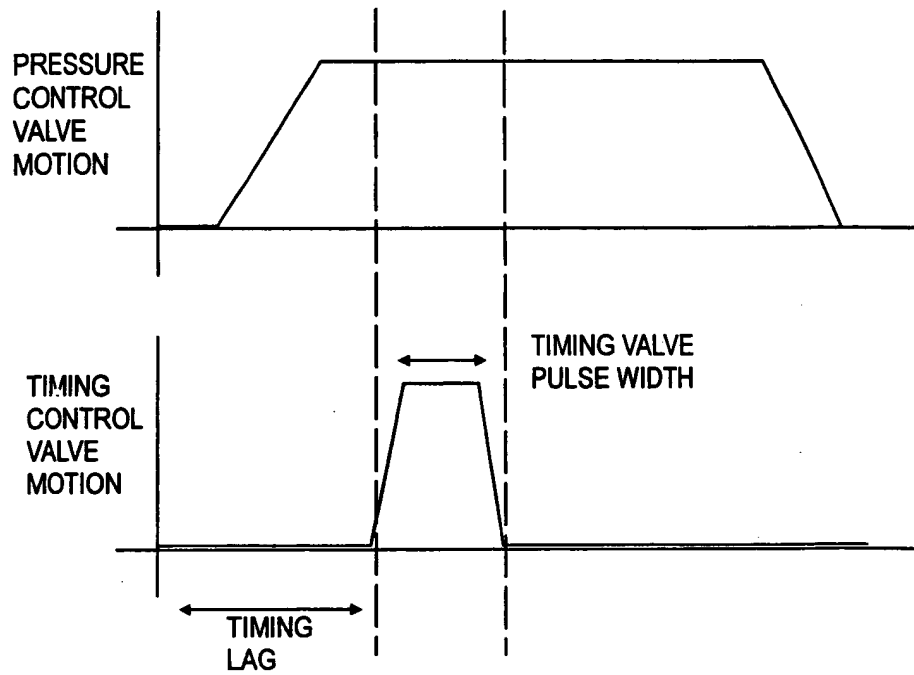 PRESSURE
CONTROL
VALVE
MOTION
TIMING VALVE
PULSE WIDTH
TIMING
CONTROL
VALVE
MOTION
TIMING
LAG